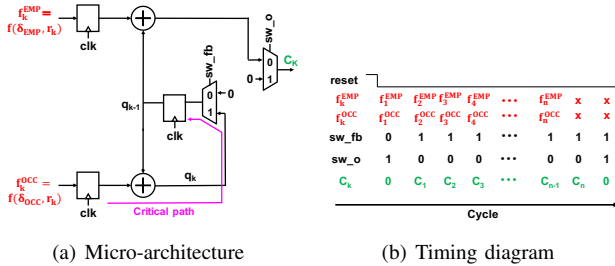 f_k^EMP =
f(δ_EMP, r_k)
clk
sw_o
0
1
0
C_K
sw_fb
0
1
0
q_k-1
clk
f_k^OCC =
f(δ_OCC, r_k)
clk
q_k
Critical path
(a) Micro-architecture
reset
f_k^EMP f_1^EMP f_2^EMP f_3^EMP f_4^EMP ••• f_n^EMP x x
f_k^OCC f_1^OCC f_2^OCC f_3^OCC f_4^OCC f_n^OCC x x
sw_fb 0 1 1 1 ••• 1 1 1
sw_o 1 0 0 0 ••• 0 0 1
C_k 0 C_1 C_2 C_3 ••• C_n-1 C_n 0
Cycle
(b) Timing diagram